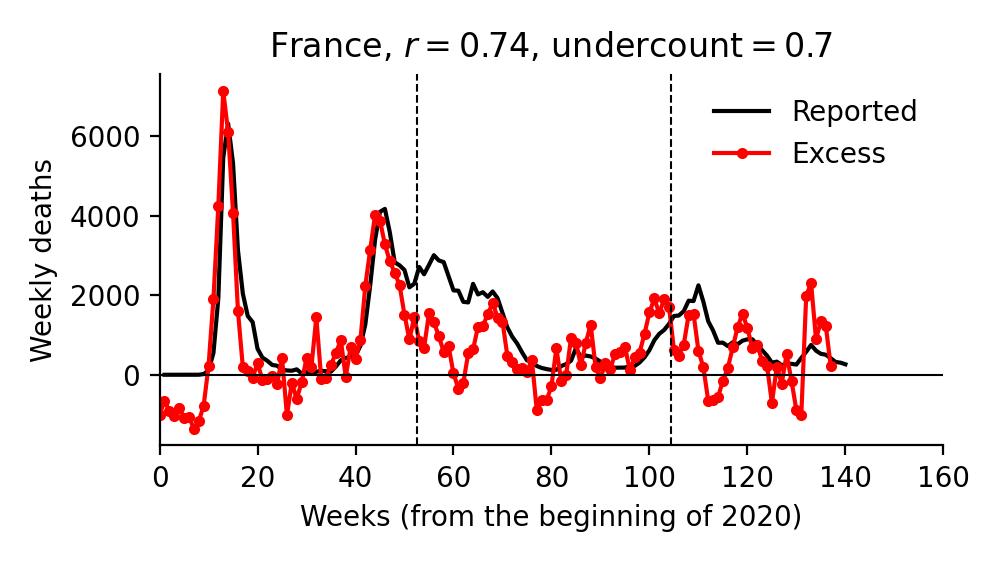 France, r = 0.74, undercount = 0.7
Reported
Excess
Weekly deaths
6000
4000
2000
0
0 20 40 60 80 100 120 140 160
Weeks (from the beginning of 2020)